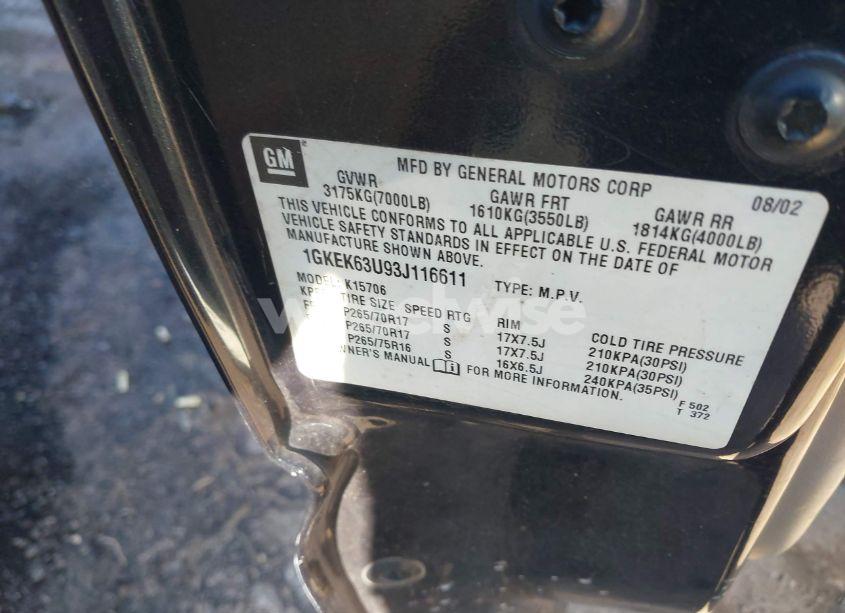 GM
MFD BY GENERAL MOTORS CORP
08/02
GVWR GAWR FRT GAWR RR
3175KG(7000LB) 1610KG(3550LB) 1814KG(4000LB)
THIS VEHICLE CONFORMS TO ALL APPLICABLE U.S. FEDERAL MOTOR
VEHICLE SAFETY STANDARDS IN EFFECT ON THE DATE OF
MANUFACTURE SHOWN ABOVE.
1GKEK63U93J116611 TYPE: M.P.V.
MODEL: K15706
TIRE SIZE SPEED RTG RIM COLD TIRE PRESSURE
P265/70R17 S 17X7.5J 210KPA(30PSI)
P265/70R17 S 17X7.5J 210KPA(30PSI)
P265/75R16 S 16X6.5J 240KPA(35PSI)
OWNER'S MANUAL FOR MORE INFORMATION.
F 502
T 372